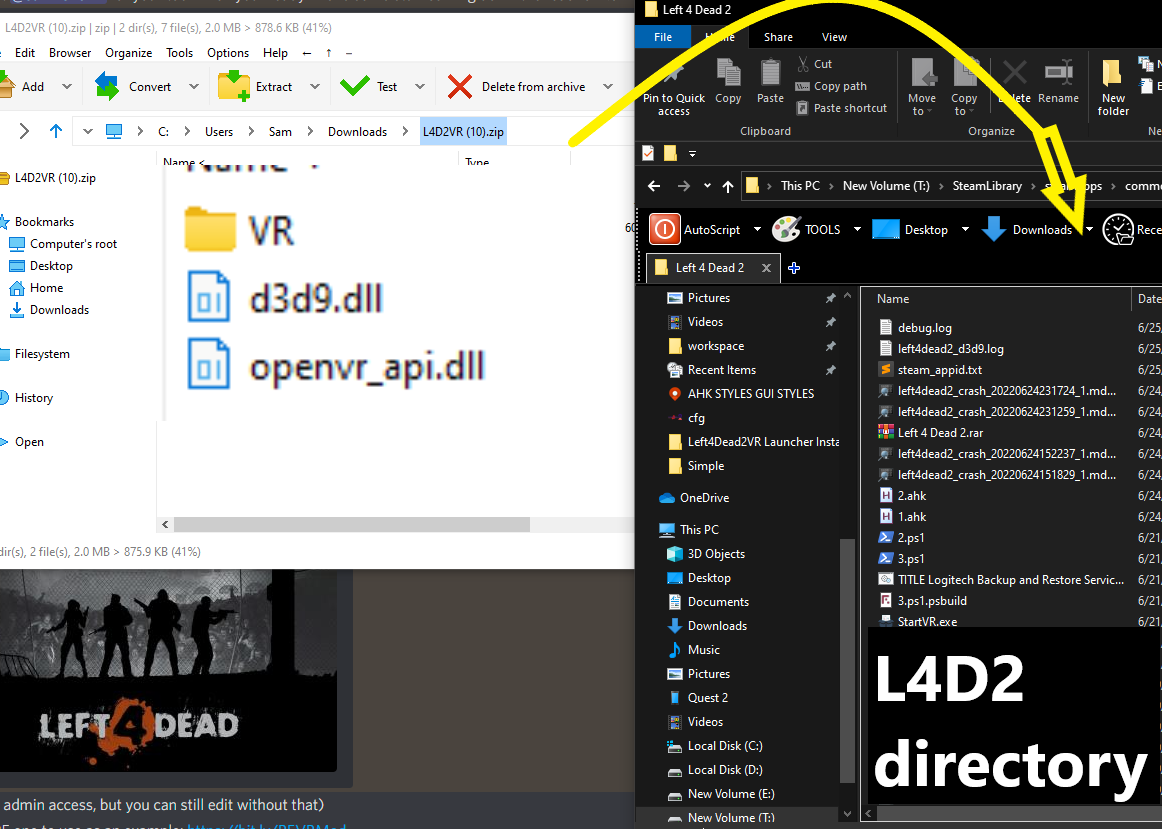 L4D2VR (10).zip | zip | 2 dir(s), 7 file(s), 2.0 MB > 878.6 KB (41%)
Edit Browser Organize Tools Options Help
Add Convert Extract Test Delete from archive
C: Users Sam Downloads L4D2VR (10).zip
Name Type
L4D2VR (10).zip
Bookmarks
Computer's root
Desktop
Home
Downloads
Filesystem
History
Open
VR
d3d9.dll
openvr_api.dll
dir(s), 2 file(s), 2.0 MB > 875.9 KB (41%)
LEFT 4 DEAD
admin access, but you can still edit without that)
Left 4 Dead 2
File Home Share View
Pin to Quick
access
Copy
Paste
Cut
Copy path
Paste shortcut
Move
to
Copy
to
Delete
Rename
New
folder
Clipboard
Organize
This PC New Volume (T:) SteamLibrary
AutoScript TOOLS Desktop Downloads
Left 4 Dead 2
Pictures
Videos
workspace
Recent Items
AHK STYLES GUI STYLES
cfg
Left4Dead2VR Launcher Insta
Simple
OneDrive
This PC
3D Objects
Desktop
Documents
Downloads
Music
Pictures
Quest 2
Videos
Local Disk (C:)
Local Disk (D:)
New Volume (E:)
New Volume (T:)
Name
debug.log 6/25
left4dead2_d3d9.log 6/25
steam_appid.txt 6/25
left4dead2_crash_20220624231724_1.md... 6/24
left4dead2_crash_20220624231259_1.md... 6/24
Left 4 Dead 2.rar 6/24
left4dead2_crash_20220624152237_1.md... 6/24
left4dead2_crash_20220624151829_1.md... 6/24
2.ahk 6/24
1.ahk 6/24
2.ps1 6/21
3.ps1 6/21
TITLE Logitech Backup and Restore Servic... 6/21
3.ps1.psbuild 6/21
StartVR.exe 6/21
L4D2
directory